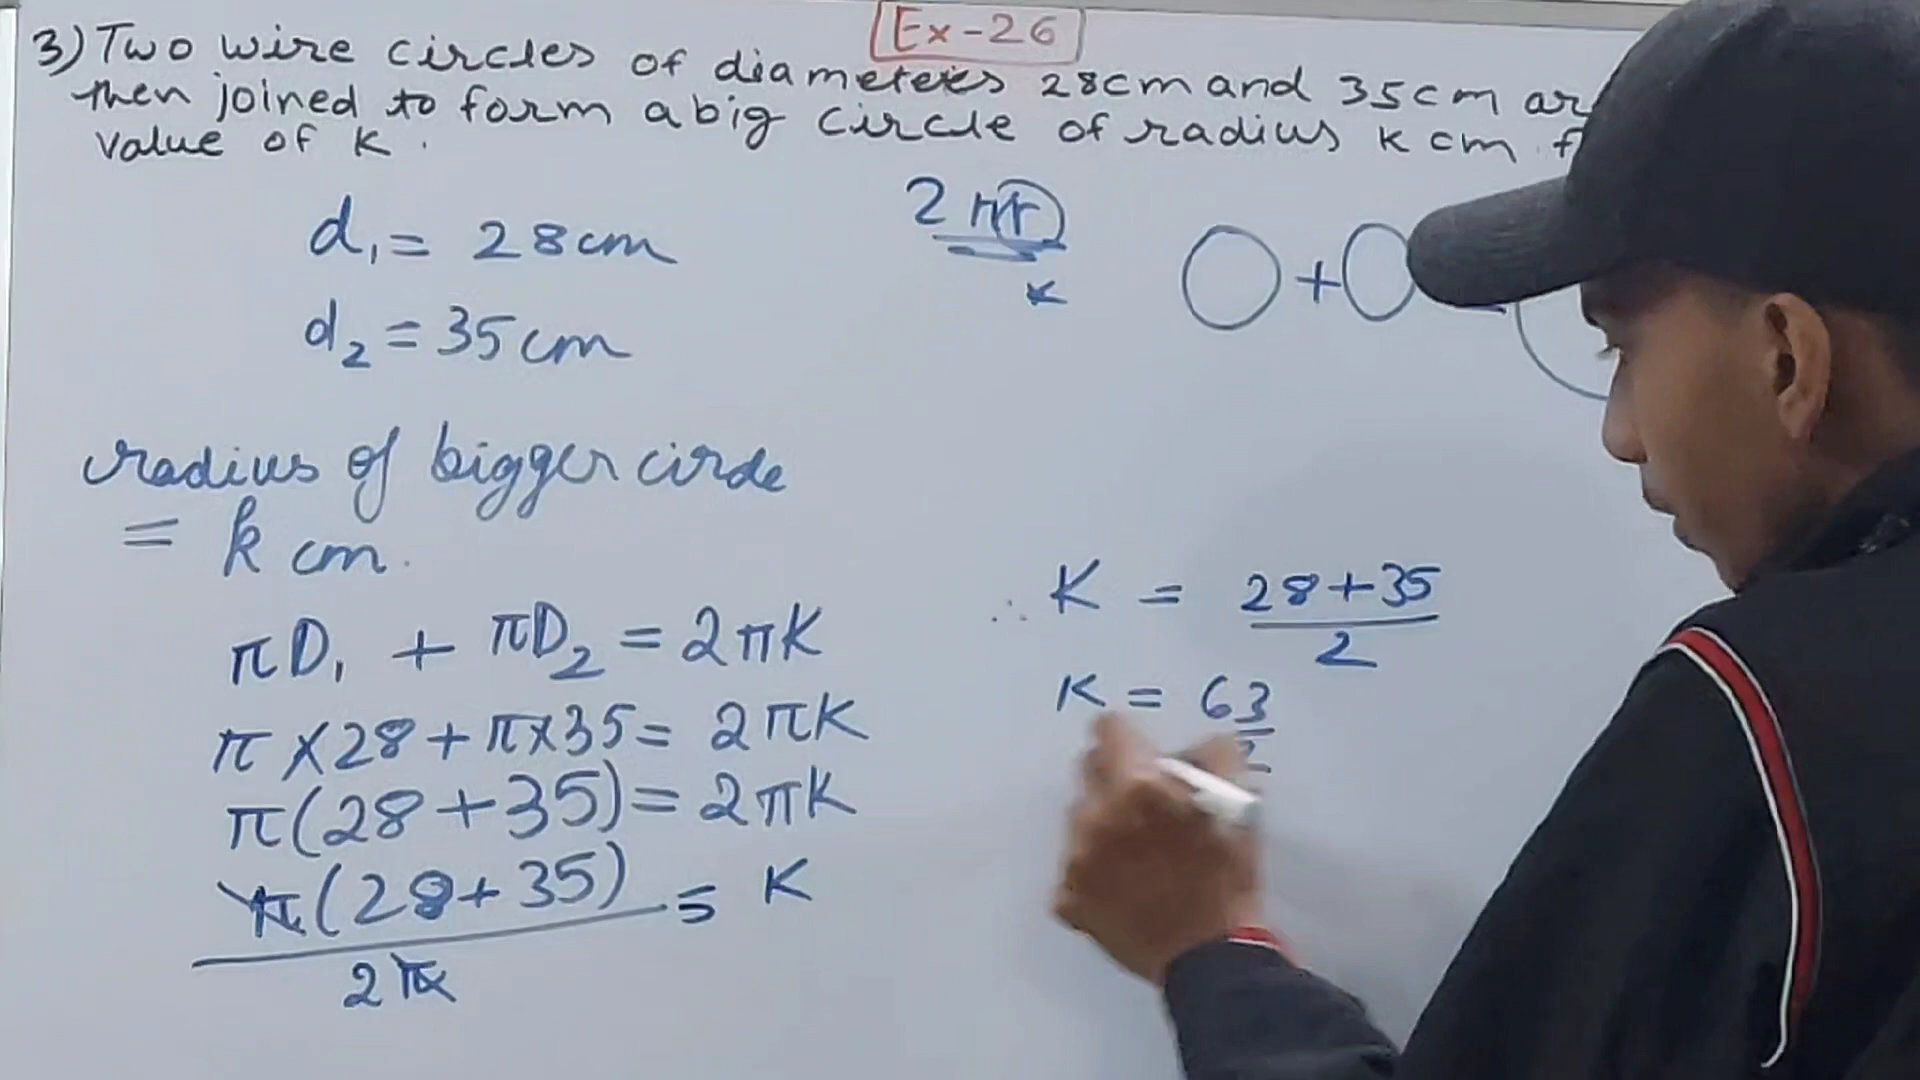 Ex-26
3) Two wire circles of diameters 28cm and 35cm
then joined to form a big circle of radius K cm.
value of K.
d₁ = 28cm
d₂ = 35cm
2πr
K
O + O
radius of bigger circle
= k cm.
πD₁ + πD₂ = 2πK
π×28 + π×35 = 2πK
π(28+35) = 2πK
π(28+35) = K
2π
∴ K = 28+35
2
K = 63
2